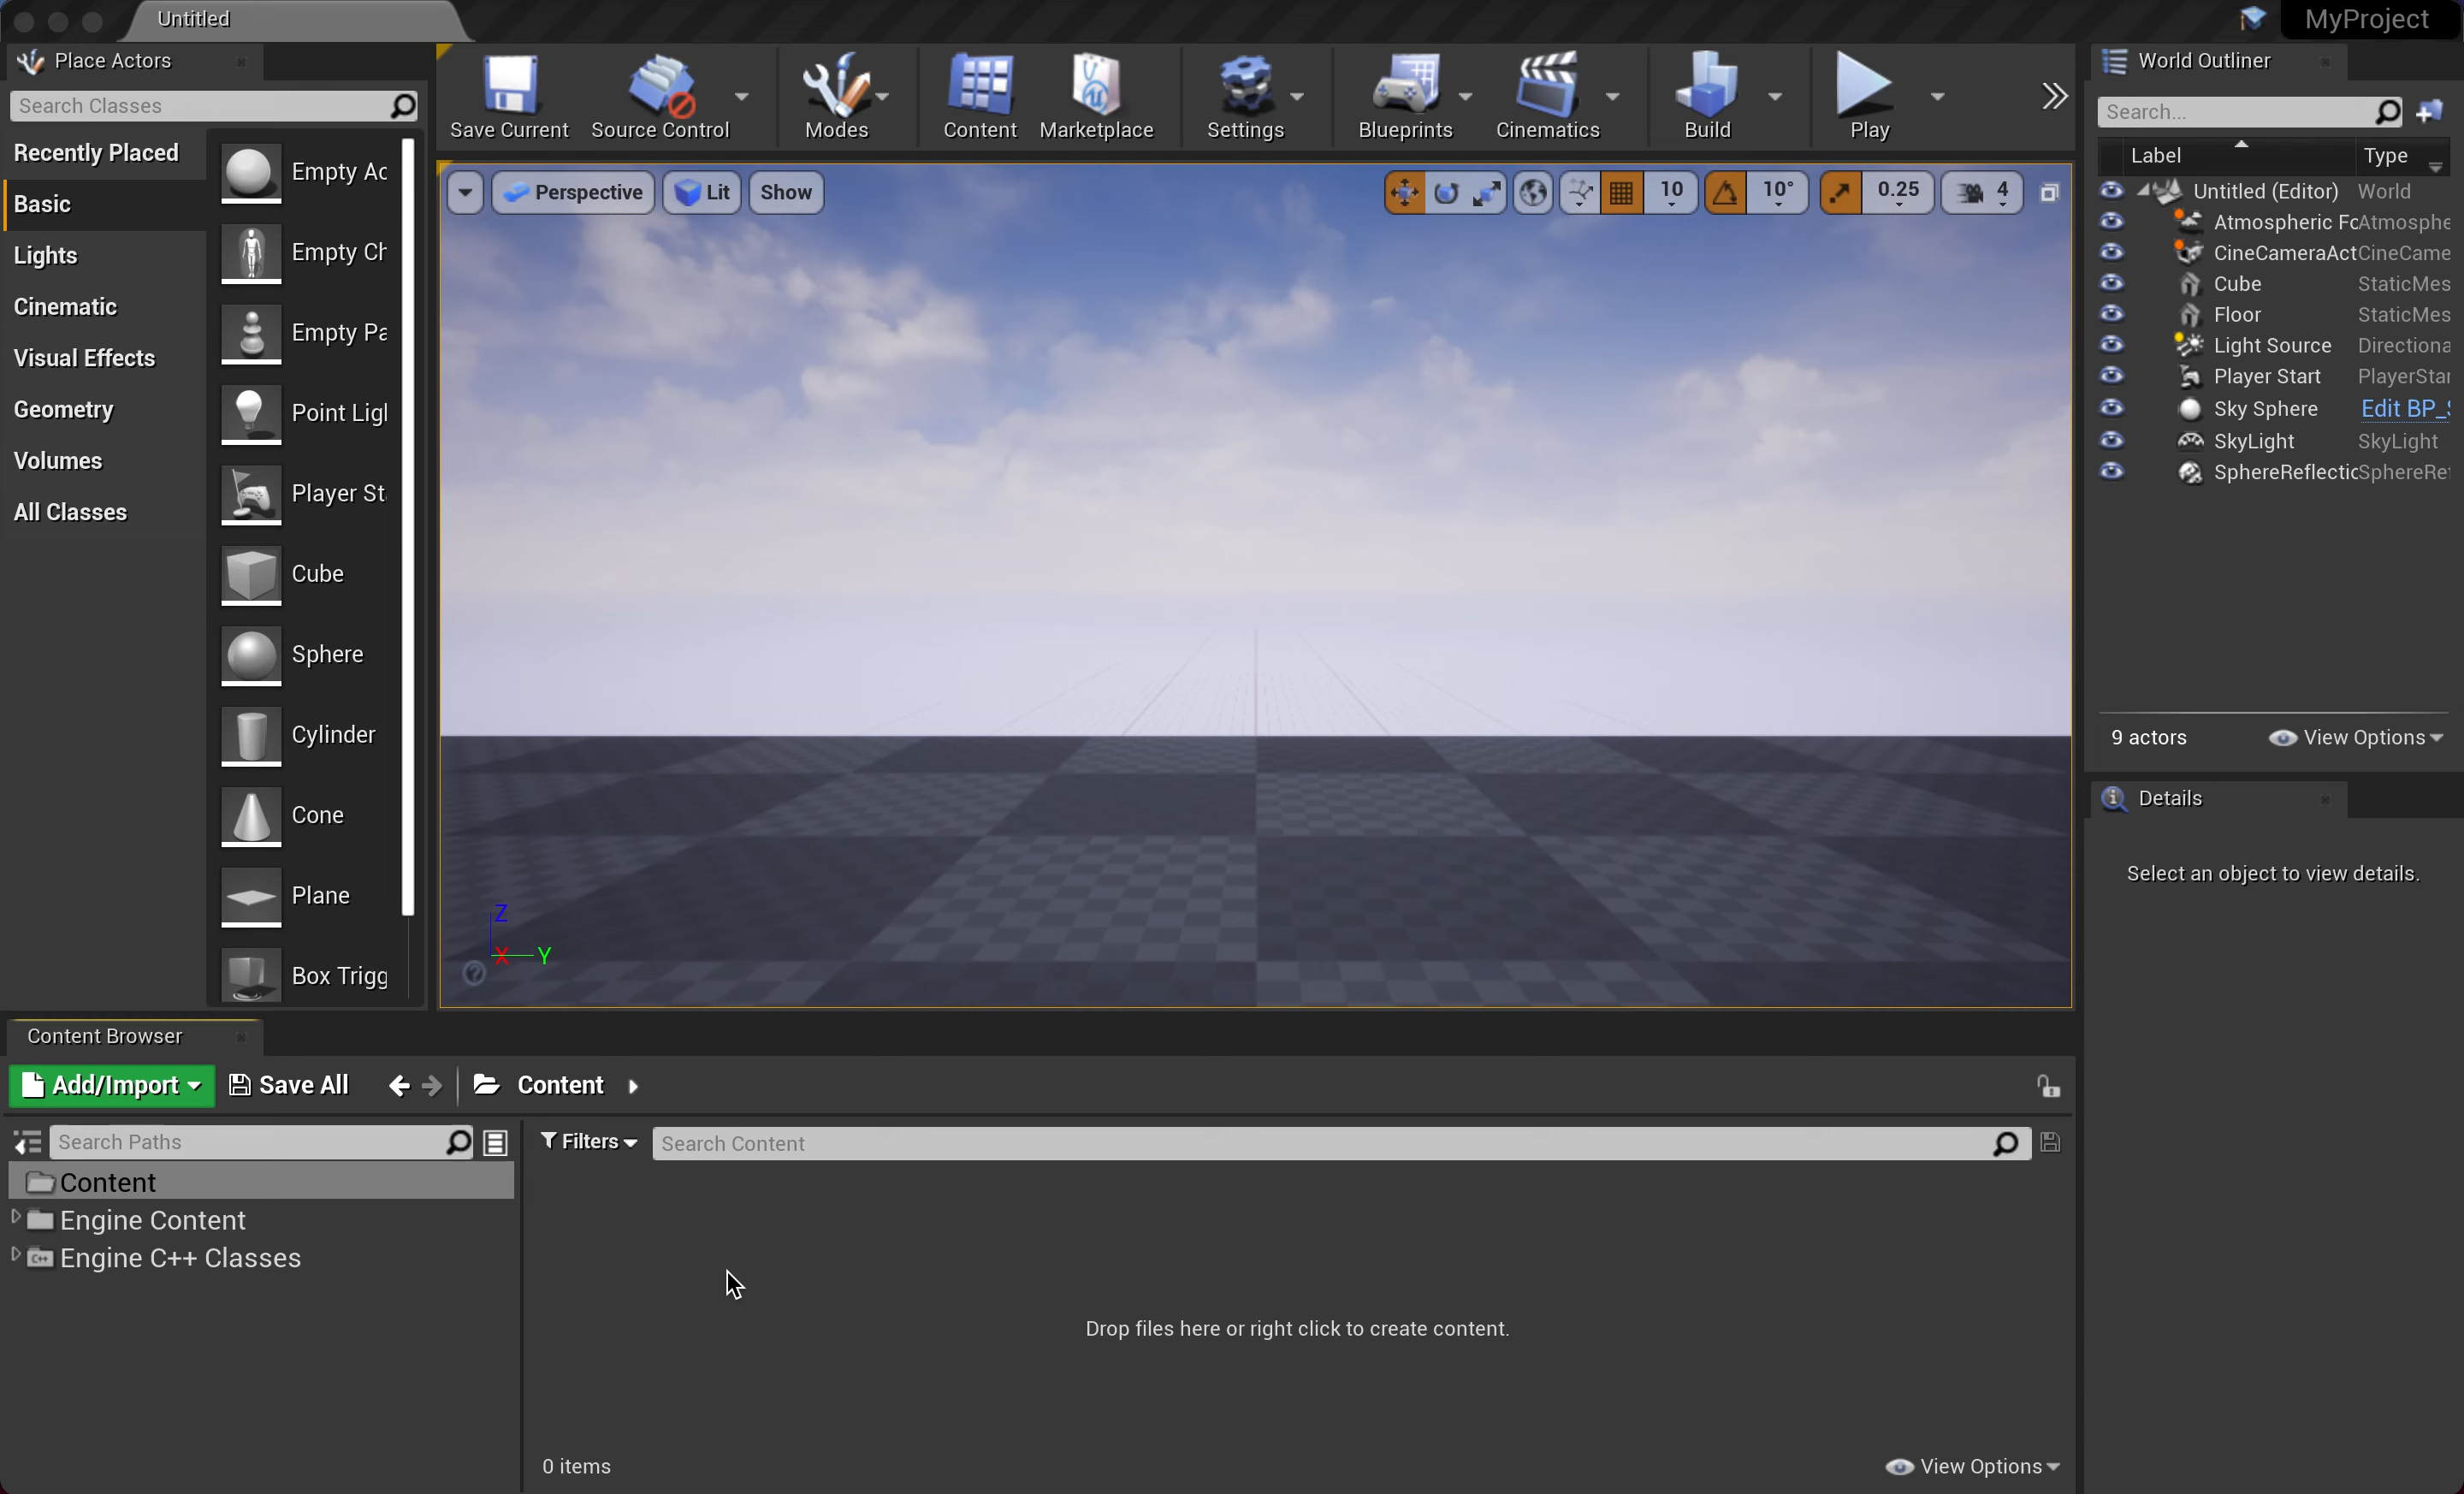 Untitled
MyProject
Place Actors
Search Classes
Recently Placed
Basic
Lights
Cinematic
Visual Effects
Geometry
Volumes
All Classes
Empty Ac
Empty Ch
Empty Pa
Point Ligh
Player St
Cube
Sphere
Cylinder
Cone
Plane
Box Trigg
Save Current
Source Control
Modes
Content
Marketplace
Settings
Blueprints
Cinematics
Build
Play
Perspective
Lit
Show
10
10°
0.25
4
Z
X
Y
World Outliner
Search...
Label Type
Untitled (Editor) World
Atmospheric Fo Atmosphe
CineCameraAct CineCame
Cube StaticMes
Floor StaticMes
Light Source Directiona
Player Start PlayerStar
Sky Sphere Edit BP_S
SkyLight SkyLight
SphereReflectic SphereRef
9 actors
View Options
Details
Select an object to view details.
Content Browser
Add/Import
Save All
Content
Search Paths
Content
Engine Content
C++
Engine C++ Classes
Filters
Search Content
Drop files here or right click to create content.
0 items
View Options